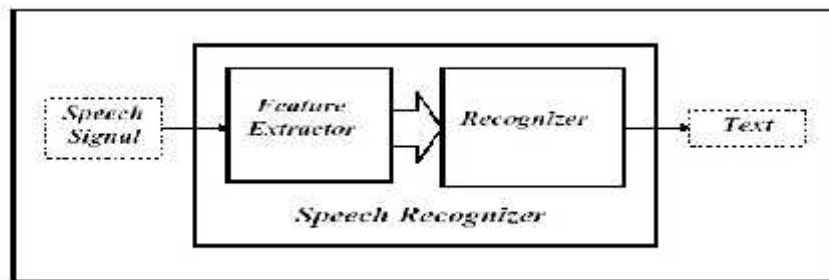 Speech
Signal
Feature
Extractor
Recognizer
Text
Speech Recognizer